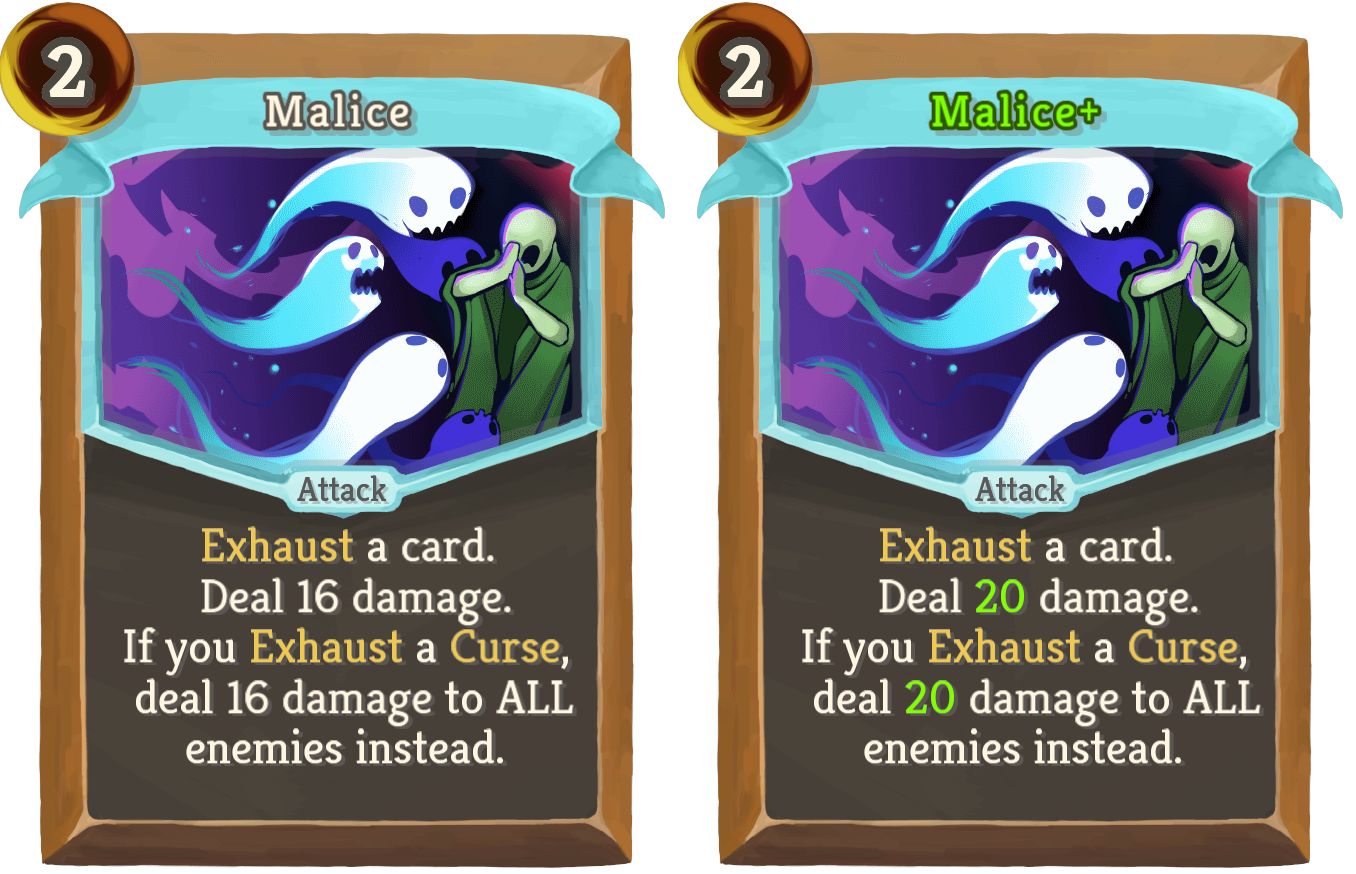 2
Malice
Attack
Exhaust a card.
Deal 16 damage.
If you Exhaust a Curse,
deal 16 damage to ALL
enemies instead.
2
Malice+
Attack
Exhaust a card.
Deal 20 damage.
If you Exhaust a Curse,
deal 20 damage to ALL
enemies instead.